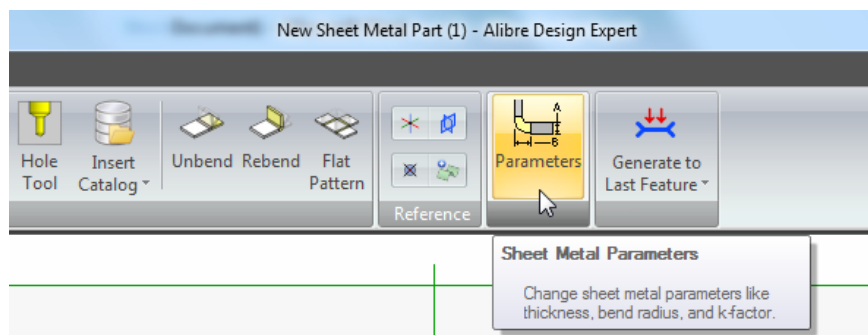 New Sheet Metal Part (1) - Alibre Design Expert
Hole Tool
Insert Catalog
Unbend
Rebend
Flat Pattern
Reference
A
B
Parameters
Generate to Last Feature
Sheet Metal Parameters
Change sheet metal parameters like
thickness, bend radius, and k-factor.